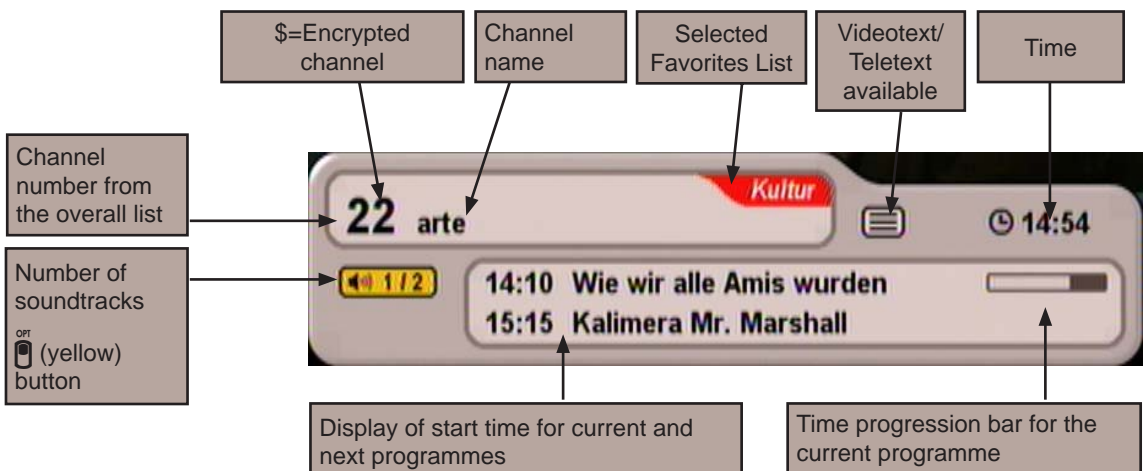 $=Encrypted
channel
Channel
name
Selected
Favorites List
Videotext/
Teletext
available
Time
Channel
number from
the overall list
Kultur
22 arte
14:54
Number of
soundtracks
OPT
(yellow)
button
1/2
14:10 Wie wir alle Amis wurden
15:15 Kalimera Mr. Marshall
Display of start time for current and
next programmes
Time progression bar for the
current programme